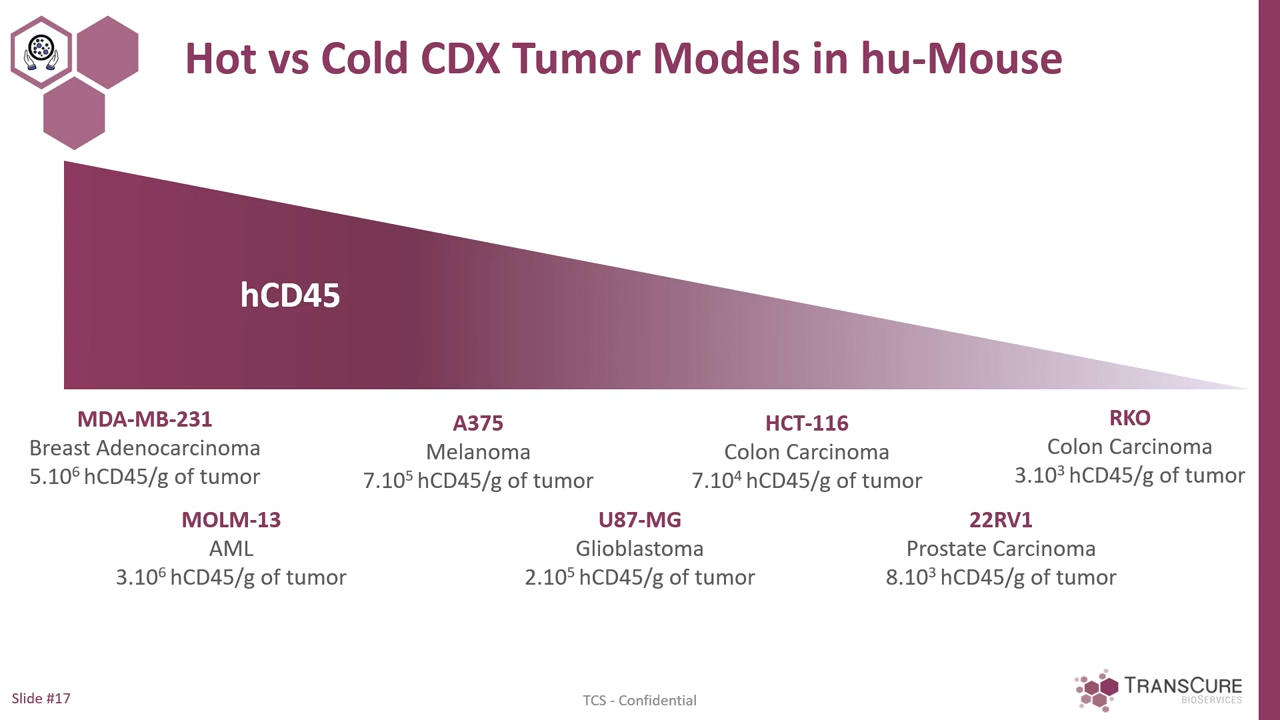 Hot vs Cold CDX Tumor Models in hu-Mouse
hCD45
MDA-MB-231
Breast Adenocarcinoma
5.10⁶ hCD45/g of tumor
A375
Melanoma
7.10⁵ hCD45/g of tumor
HCT-116
Colon Carcinoma
7.10⁴ hCD45/g of tumor
RKO
Colon Carcinoma
3.10³ hCD45/g of tumor
MOLM-13
AML
3.10⁶ hCD45/g of tumor
U87-MG
Glioblastoma
2.10⁵ hCD45/g of tumor
22RV1
Prostate Carcinoma
8.10³ hCD45/g of tumor
Slide #17
TCS - Confidential
TRANSCURE
BIOSERVICES